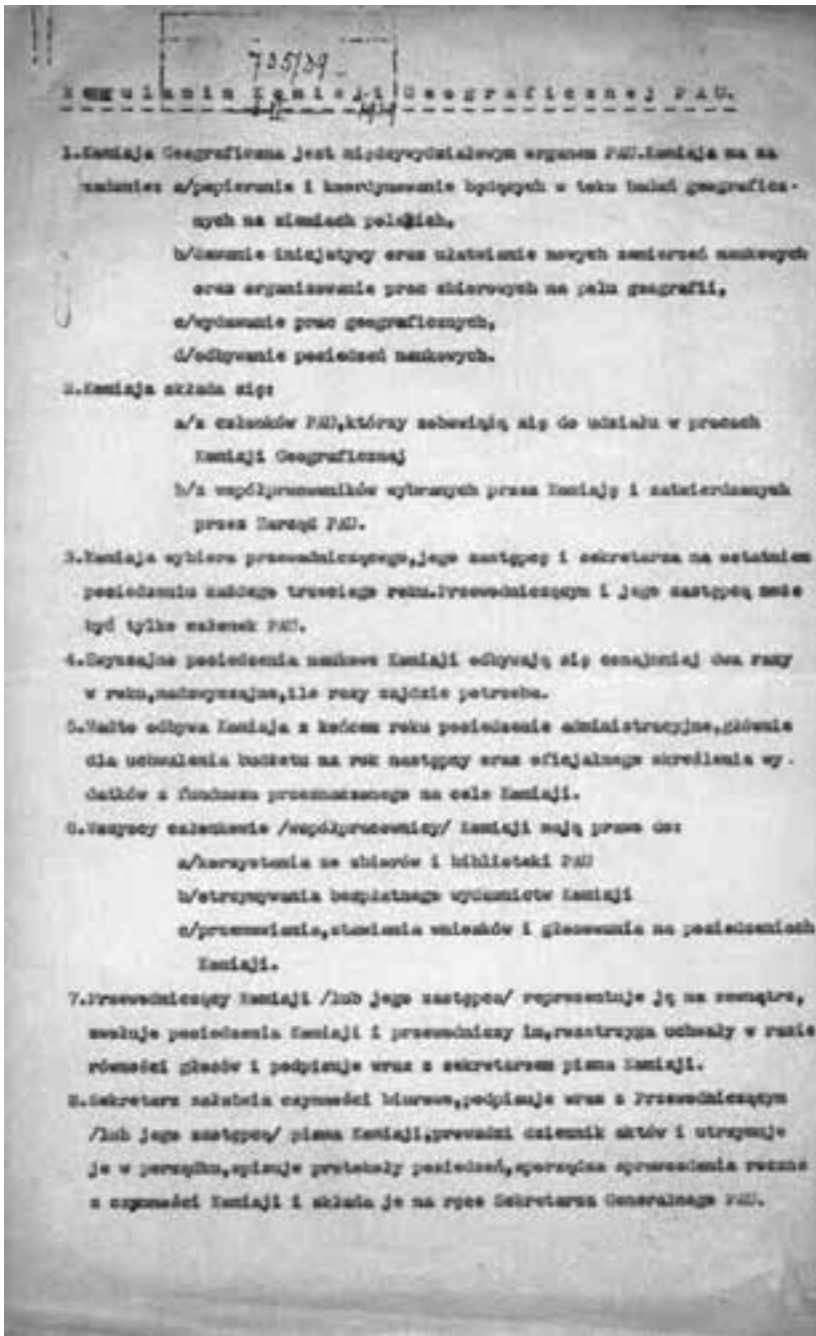 735/39
Regulamin Komisji Geograficznej PAU.
1.Komisja Geograficzna jest międzywydziałowym organem PAU.Komisja ma za
zadanie: a/popieranie i koordynowanie będących w toku badań geograficz-
nych na ziemiach polskich,
b/dawanie inicjatywy oraz ułatwianie nowych zamierzeń naukowych
oraz organizowanie prac zbiorowych na polu geografii,
c/wydawanie prac geograficznych,
d/odbywanie posiedzeń naukowych.
2.Komisja składa się:
a/z członków PAU,którzy zobowiążą się do udziału w pracach
Komisji Geograficznej
b/z współpracowników wybranych przez Komisję i zatwierdzanych
przez Zarząd PAU.
3.Komisja wybiera przewodniczącego,jego zastępcę i sekretarza na ostatniem
posiedzeniu każdego trzeciego roku.Przewodniczącym i jego zastępcą może
być tylko członek PAU.
4.Zwyczajne posiedzenia naukowe Komisji odbywają się conajmniej dwa razy
w roku,nadzwyczajne,ile razy zajdzie potrzeba.
5.Nadto odbywa Komisja z końcem roku posiedzenie administracyjne,głównie
dla uchwalenia budżetu na rok następny oraz oficjalnego określenia wy-
datków z funduszu przeznaczonego na cele Komisji.
6.Wszyscy członkowie /współpracownicy/ Komisji mają prawo do:
a/korzystania ze zbiorów i biblioteki PAU
b/otrzymywania bezpłatnego wydawnictw Komisji
c/przemawiania,stawiania wniosków i głosowania na posiedzeniach
Komisji.
7.Przewodniczący Komisji /lub jego zastępca/ reprezentuje ją na zewnątrz,
zwołuje posiedzenia Komisji i przewodniczy im,rozstrzyga uchwały w razie
równości głosów i podpisuje wraz z sekretarzem pisma Komisji.
8.Sekretarz załatwia czynności biurowe,podpisuje wraz z Przewodniczącym
/lub jego zastępcą/ pisma Komisji,prowadzi dziennik aktów i utrzymuje
je w porządku,spisuje protokoły posiedzeń,sporządza sprawozdania roczne
z czynności Komisji i składa je na ręce Sekretarza Generalnego PAU.